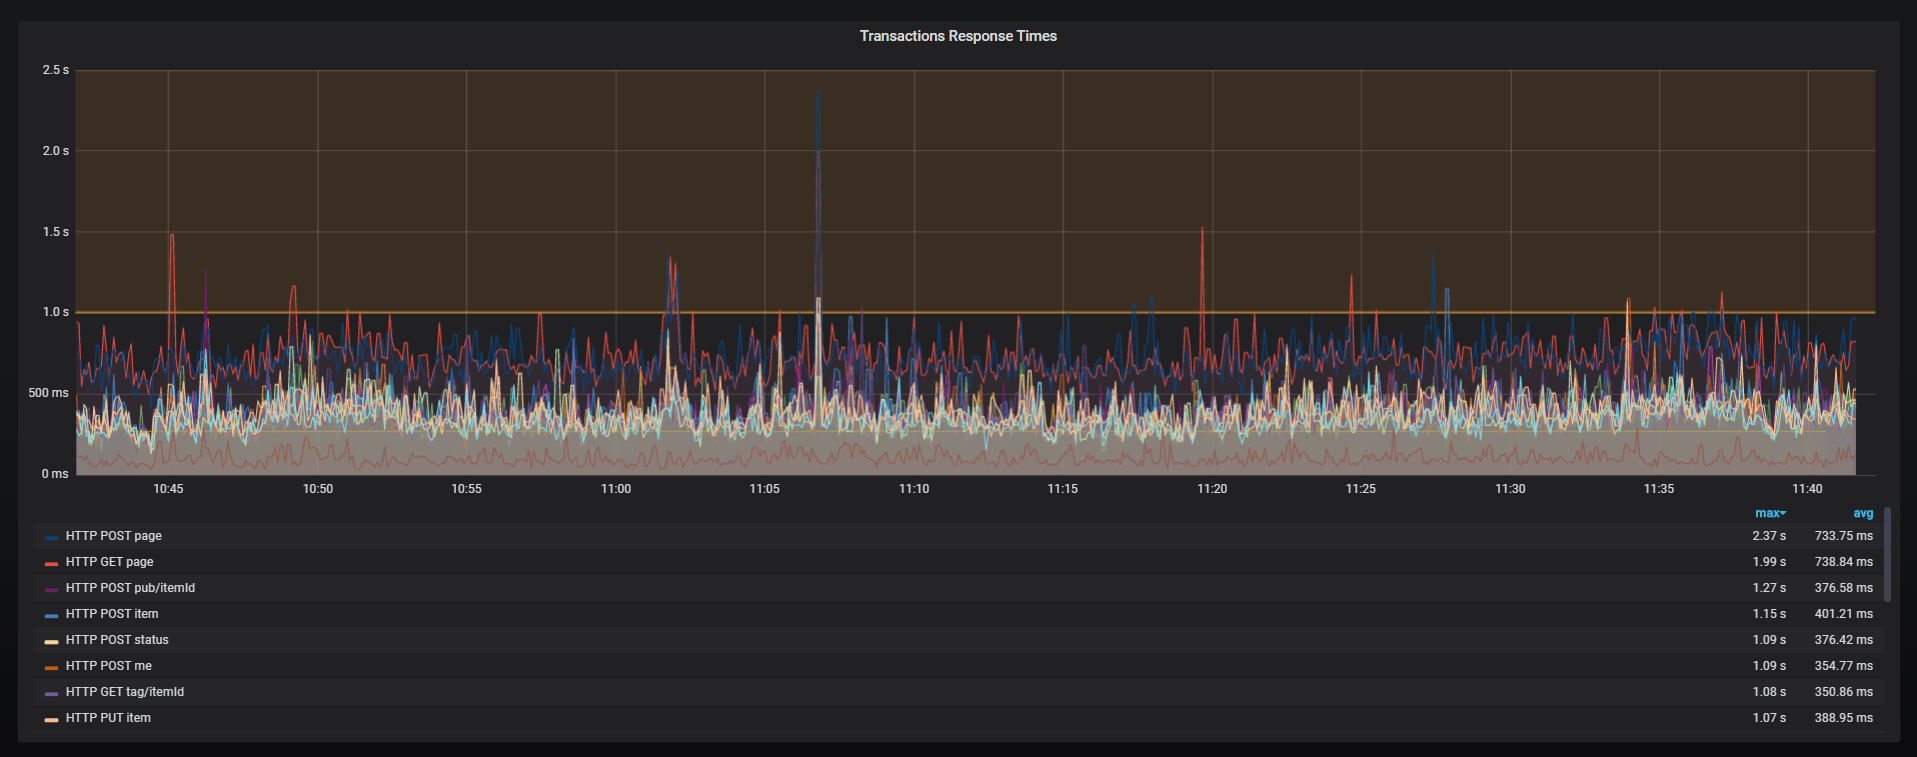 Transactions Response Times
2.5 s
2.0 s
1.5 s
1.0 s
500 ms
0 ms
10:45 10:50 10:55 11:00 11:05 11:10 11:15 11:20 11:25 11:30 11:35 11:40
max avg
HTTP POST page 2.37 s 733.75 ms
HTTP GET page 1.99 s 738.84 ms
HTTP POST pub/itemId 1.27 s 376.58 ms
HTTP POST item 1.15 s 401.21 ms
HTTP POST status 1.09 s 376.42 ms
HTTP POST me 1.09 s 354.77 ms
HTTP GET tag/itemId 1.08 s 350.86 ms
HTTP PUT item 1.07 s 388.95 ms